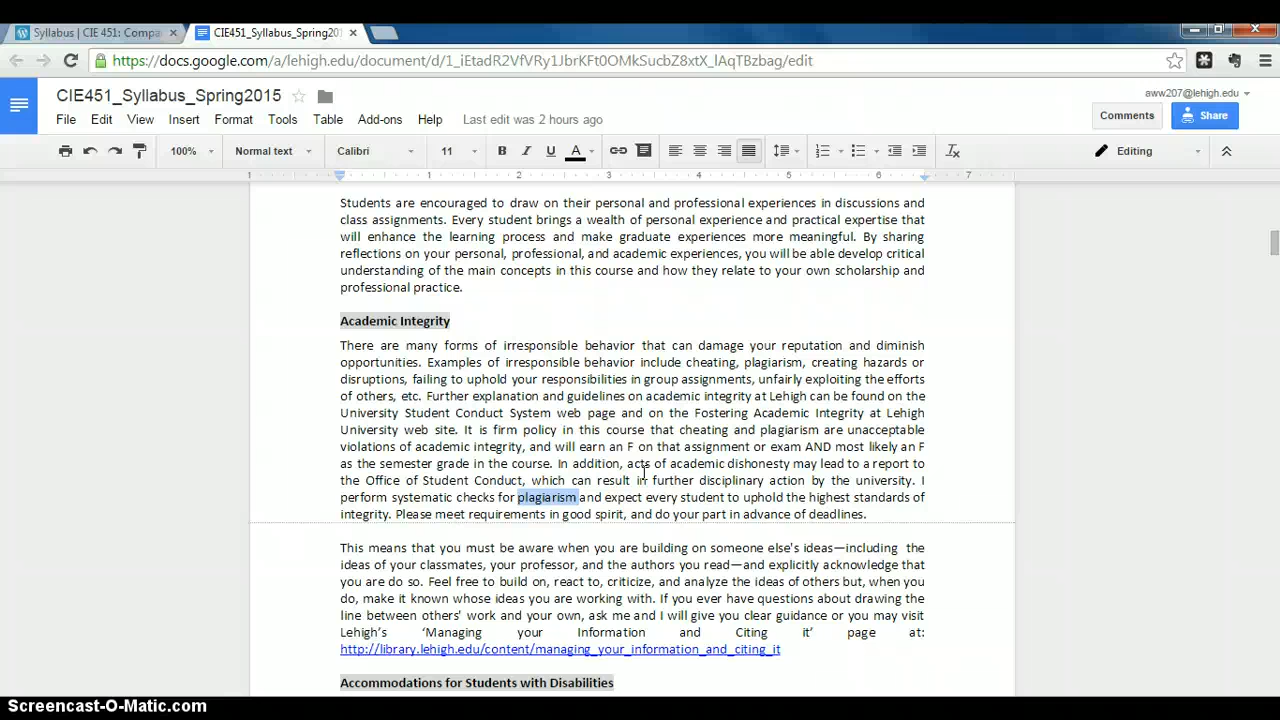 Syllabus | CIE 451: Compa
CIE451_Syllabus_Spring201
https://docs.google.com/a/lehigh.edu/document/d/1_iEtadR2VfVRy1JbrKFt0OMkSucbZ8xtX_lAqTBzbag/edit
CIE451_Syllabus_Spring2015
aww207@lehigh.edu
File Edit View Insert Format Tools Table Add-ons Help Last edit was 2 hours ago
Comments Share
100% Normal text Calibri 11 B I U A Editing
1 1 2 3 4 5 6 7
Students are encouraged to draw on their personal and professional experiences in discussions and
class assignments. Every student brings a wealth of personal experience and practical expertise that
will enhance the learning process and make graduate experiences more meaningful. By sharing
reflections on your personal, professional, and academic experiences, you will be able develop critical
understanding of the main concepts in this course and how they relate to your own scholarship and
professional practice.
Academic Integrity
There are many forms of irresponsible behavior that can damage your reputation and diminish
opportunities. Examples of irresponsible behavior include cheating, plagiarism, creating hazards or
disruptions, failing to uphold your responsibilities in group assignments, unfairly exploiting the efforts
of others, etc. Further explanation and guidelines on academic integrity at Lehigh can be found on the
University Student Conduct System web page and on the Fostering Academic Integrity at Lehigh
University web site. It is firm policy in this course that cheating and plagiarism are unacceptable
violations of academic integrity, and will earn an F on that assignment or exam AND most likely an F
as the semester grade in the course. In addition, acts of academic dishonesty may lead to a report to
the Office of Student Conduct, which can result in further disciplinary action by the university. I
perform systematic checks for plagiarism and expect every student to uphold the highest standards of
integrity. Please meet requirements in good spirit, and do your part in advance of deadlines.
This means that you must be aware when you are building on someone else's ideas—including the
ideas of your classmates, your professor, and the authors you read—and explicitly acknowledge that
you are do so. Feel free to build on, react to, criticize, and analyze the ideas of others but, when you
do, make it known whose ideas you are working with. If you ever have questions about drawing the
line between others' work and your own, ask me and I will give you clear guidance or you may visit
Lehigh’s ‘Managing your Information and Citing it’ page at:
http://library.lehigh.edu/content/managing_your_information_and_citing_it
Accommodations for Students with Disabilities
Screencast-O-Matic.com